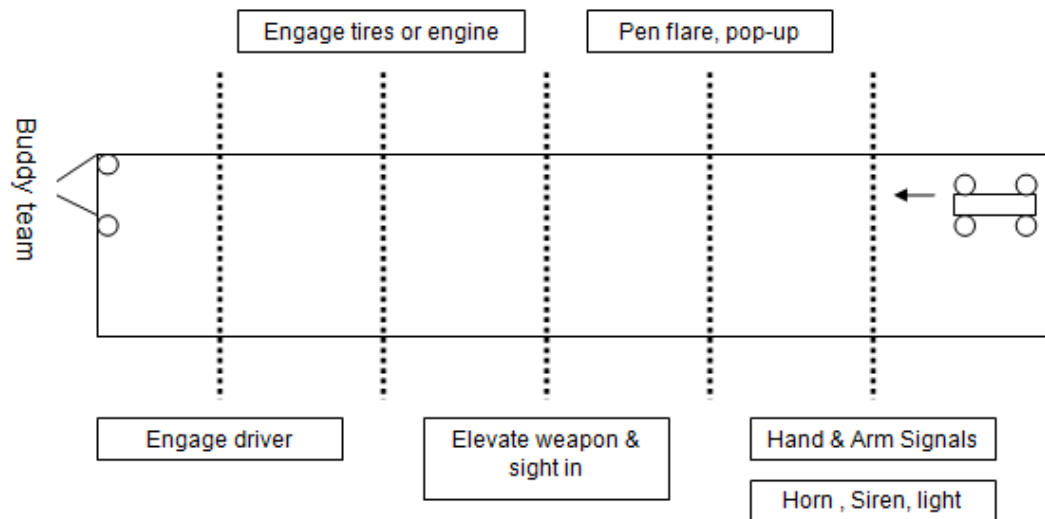 Engage tires or engine
Pen flare, pop-up
Buddy team
Engage driver
Elevate weapon &
sight in
Hand & Arm Signals
Horn , Siren, light